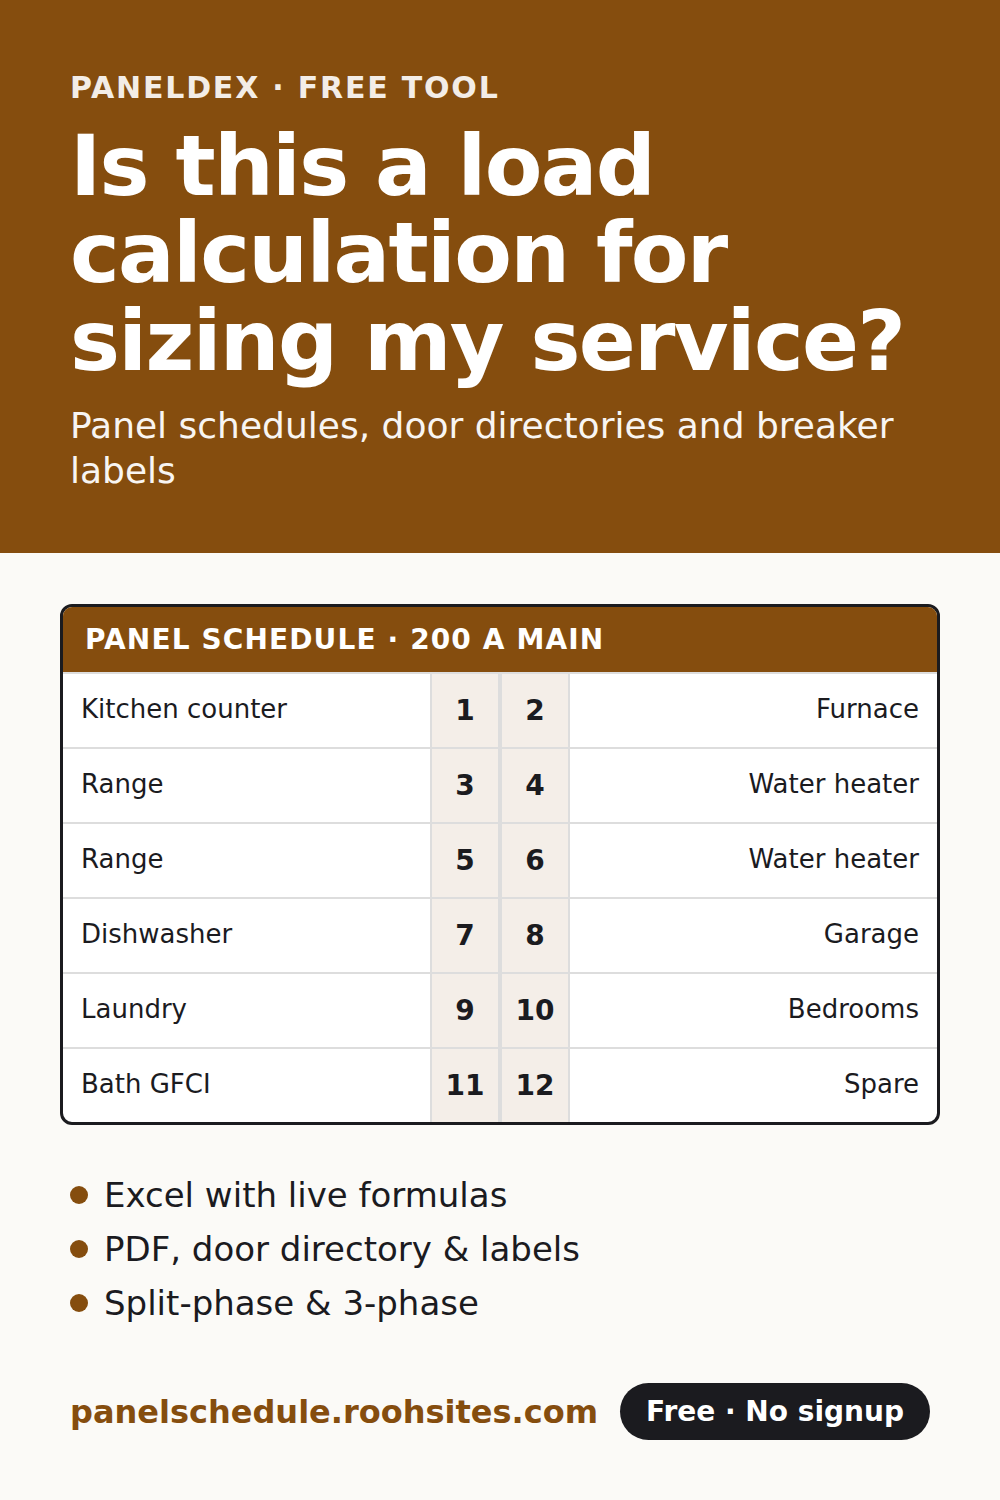 PANELDEX · FREE TOOL
Is this a load
calculation for
sizing my service?
Panel schedules, door directories and breaker
labels
PANEL SCHEDULE · 200 A MAIN
Kitchen counter 1 2 Furnace
Range 3 4 Water heater
Range 5 6 Water heater
Dishwasher 7 8 Garage
Laundry 9 10 Bedrooms
Bath GFCI 11 12 Spare
Excel with live formulas
PDF, door directory & labels
Split-phase & 3-phase
panelschedule.roohsites.com Free · No signup